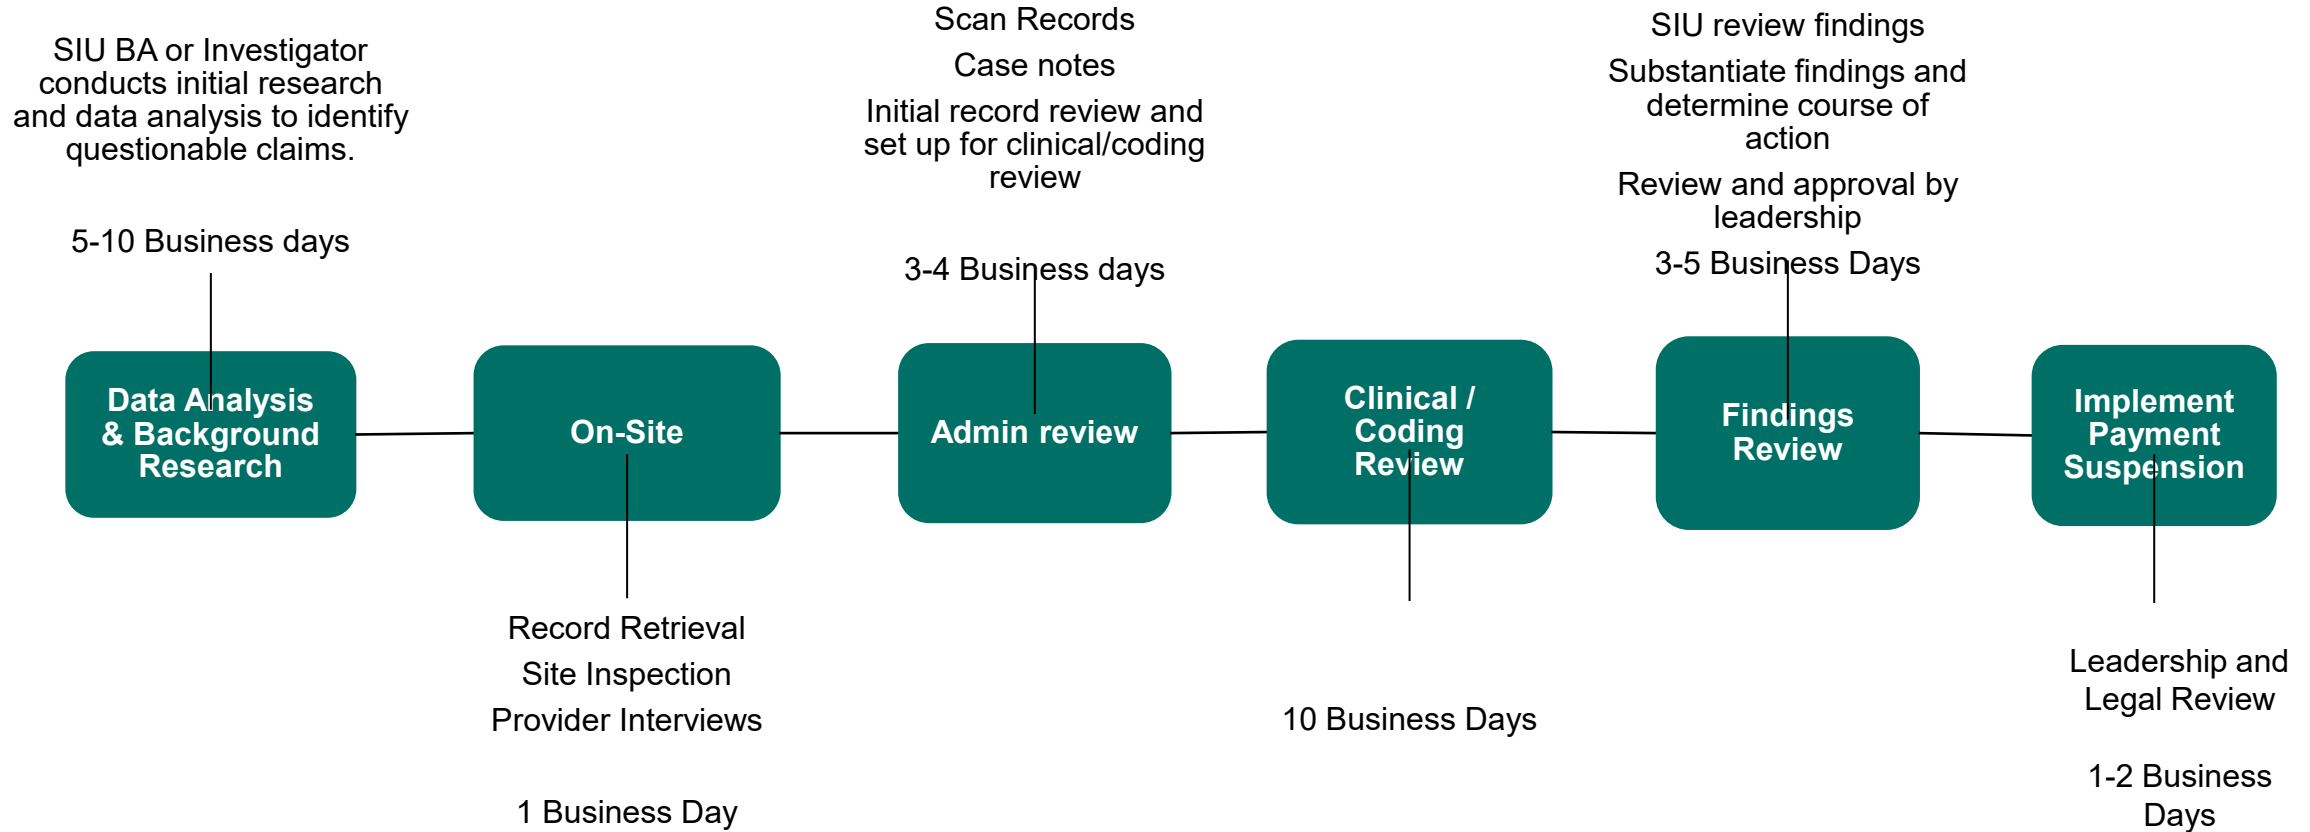 SIU BA or Investigator
conducts initial research
and data analysis to identify
questionable claims.
5-10 Business days
Data Analysis
& Background
Research
On-Site
Record Retrieval
Site Inspection
Provider Interviews
1 Business Day
Scan Records
Case notes
Initial record review and
set up for clinical/coding
review
3-4 Business days
Admin review
Clinical /
Coding
Review
10 Business Days
SIU review findings
Substantiate findings and
determine course of
action
Review and approval by
leadership
3-5 Business Days
Findings
Review
Implement
Payment
Suspension
Leadership and
Legal Review
1-2 Business
Days